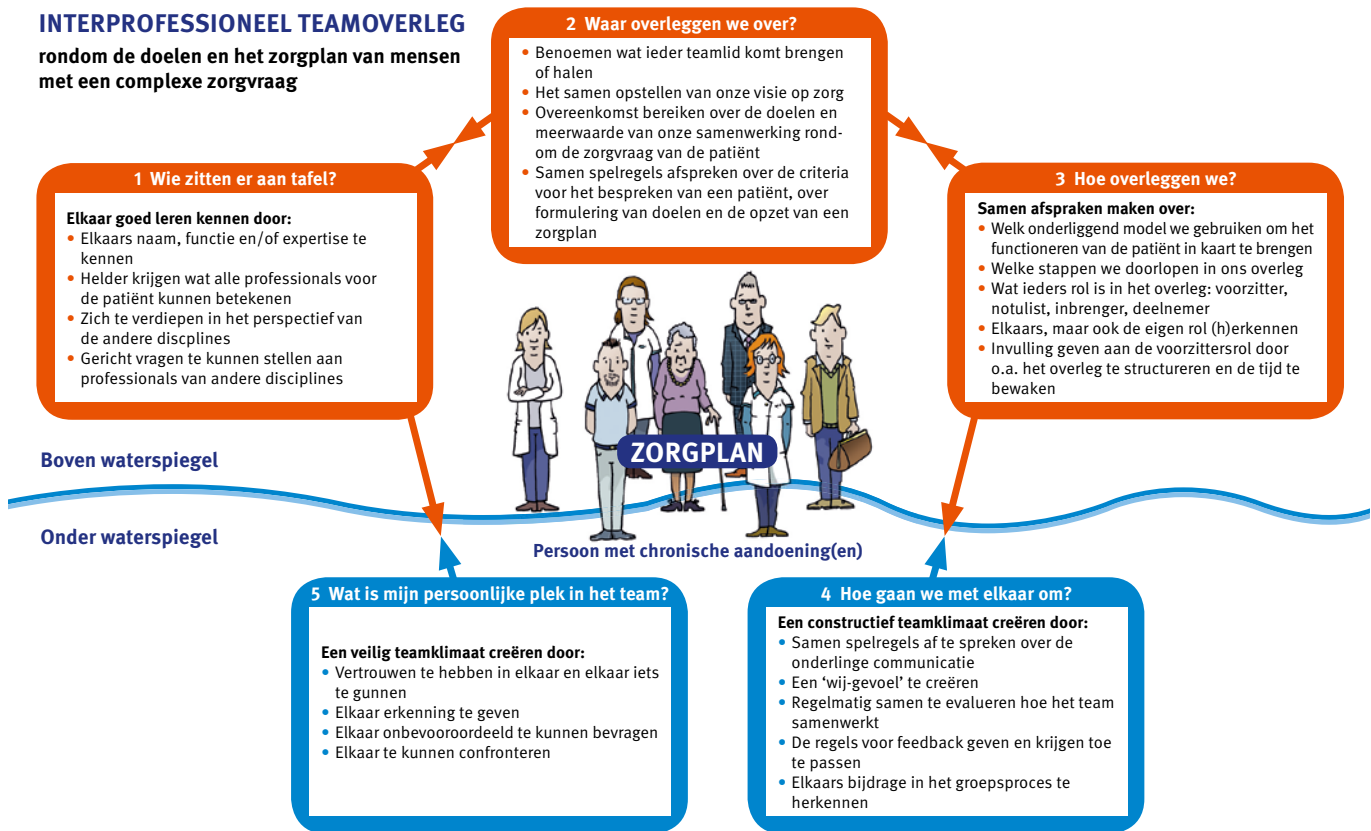 INTERPROFESSIONEEL TEAMOVERLEG
rondom de doelen en het zorgplan van mensen
met een complexe zorgvraag
1 Wie zitten er aan tafel?
Elkaar goed leren kennen door:
• Elkaars naam, functie en/of expertise te
kennen
• Helder krijgen wat alle professionals voor
de patiënt kunnen betekenen
• Zich te verdiepen in het perspectief van
de andere discplines
• Gericht vragen te kunnen stellen aan
professionals van andere disciplines
2 Waar overleggen we over?
• Benoemen wat ieder teamlid komt brengen
of halen
• Het samen opstellen van onze visie op zorg
• Overeenkomst bereiken over de doelen en
meerwaarde van onze samenwerking rond-
om de zorgvraag van de patiënt
• Samen spelregels afspreken over de criteria
voor het bespreken van een patiënt, over
formulering van doelen en de opzet van een
zorgplan
3 Hoe overleggen we?
Samen afspraken maken over:
• Welk onderliggend model we gebruiken om het
functioneren van de patiënt in kaart te brengen
• Welke stappen we doorlopen in ons overleg
• Wat ieders rol is in het overleg: voorzitter,
notulist, inbrenger, deelnemer
• Elkaars, maar ook de eigen rol (h)erkennen
• Invulling geven aan de voorzittersrol door
o.a. het overleg te structureren en de tijd te
bewaken
ZORGPLAN
Boven waterspiegel
Onder waterspiegel
Persoon met chronische aandoening(en)
5 Wat is mijn persoonlijke plek in het team?
Een veilig teamklimaat creëren door:
• Vertrouwen te hebben in elkaar en elkaar iets
te gunnen
• Elkaar erkenning te geven
• Elkaar onbevooroordeeld te kunnen bevragen
• Elkaar te kunnen confronteren
4 Hoe gaan we met elkaar om?
Een constructief teamklimaat creëren door:
• Samen spelregels af te spreken over de
onderlinge communicatie
• Een ‘wij-gevoel’ te creëren
• Regelmatig samen te evalueren hoe het team
samenwerkt
• De regels voor feedback geven en krijgen toe
te passen
• Elkaars bijdrage in het groepsproces te
herkennen